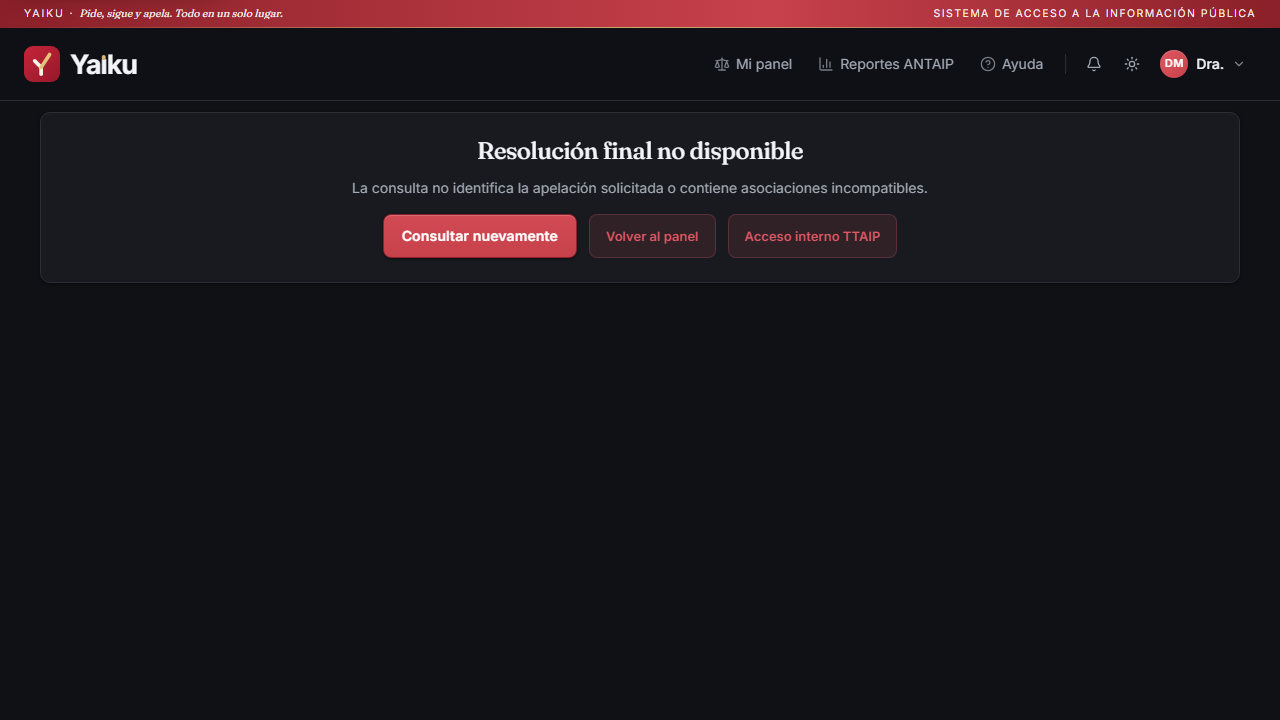 YAIKU · Pide, sigue y apela. Todo en un solo lugar.
SISTEMA DE ACCESO A LA INFORMACIÓN PÚBLICA
Yaiku
Mi panel
Reportes ANTAIP
Ayuda
DM
Dra.
Resolución final no disponible
La consulta no identifica la apelación solicitada o contiene asociaciones incompatibles.
Consultar nuevamente
Volver al panel
Acceso interno TTAIP